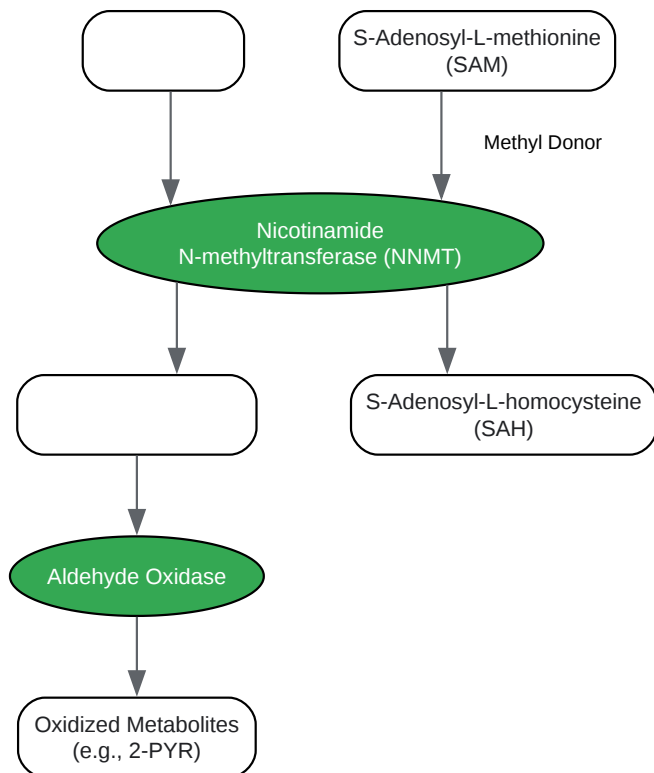 S-Adenosyl-L-methionine
(SAM)
Methyl Donor
Nicotinamide
N-methyltransferase (NNMT)
S-Adenosyl-L-homocysteine
(SAH)
Aldehyde Oxidase
Oxidized Metabolites
(e.g., 2-PYR)